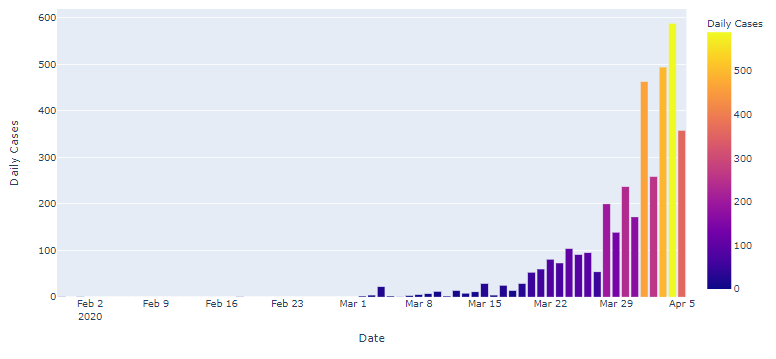 Daily Cases
600
500
400
300
200
100
0
Daily Cases
500
400
300
200
100
0
Feb 2
2020
Feb 9
Feb 16
Feb 23
Mar 1
Mar 8
Mar 15
Mar 22
Mar 29
Apr 5
Date